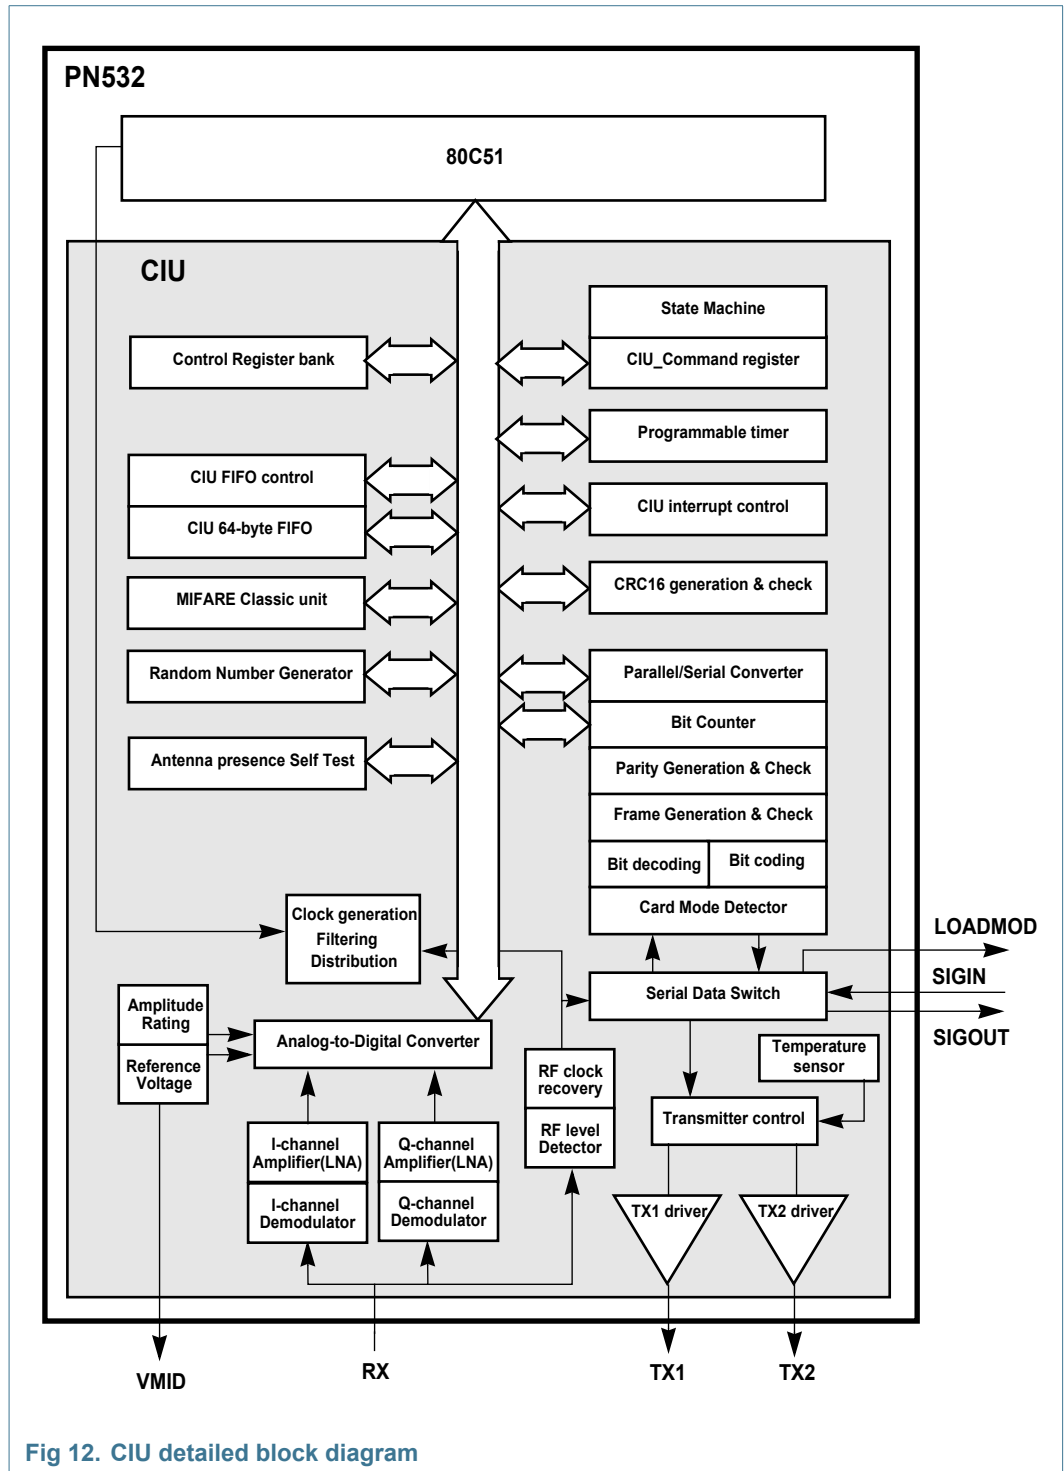 PN532
80C51
CIU
State Machine
Control Register bank
CIU_Command register
Programmable timer
CIU FIFO control
CIU interrupt control
CIU 64-byte FIFO
MIFARE Classic unit
CRC16 generation & check
Random Number Generator
Parallel/Serial Converter
Bit Counter
Antenna presence Self Test
Parity Generation & Check
Frame Generation & Check
Bit decoding
Bit coding
Card Mode Detector
Clock generation
Filtering
Distribution
LOADMOD
SIGIN
SIGOUT
Serial Data Switch
Amplitude
Rating
Reference
Voltage
Analog-to-Digital Converter
RF clock
recovery
RF level
Detector
Temperature
sensor
Transmitter control
I-channel
Amplifier(LNA)
I-channel
Demodulator
Q-channel
Amplifier(LNA)
Q-channel
Demodulator
TX1 driver
TX2 driver
VMID
RX
TX1
TX2
Fig 12. CIU detailed block diagram